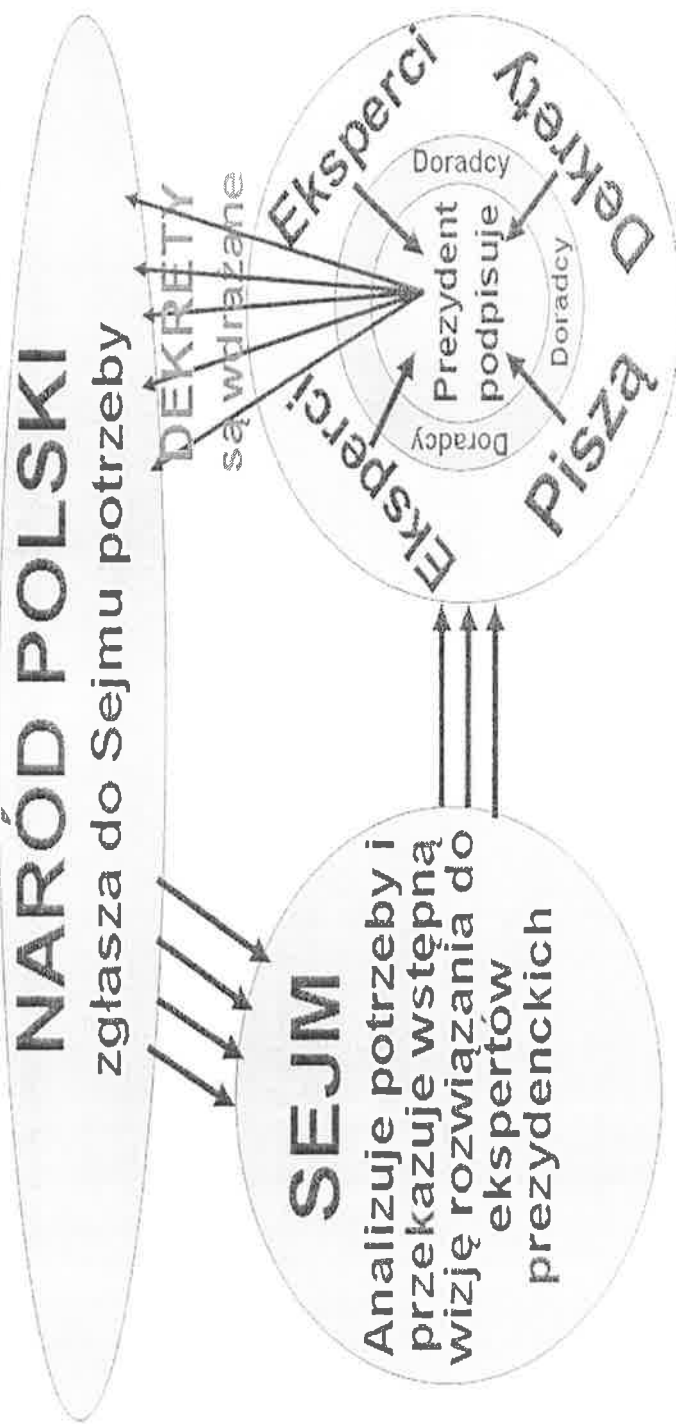 NARÓD POLSKI
zgłasza do Sejmu potrzeby
SEJM
Analizuje potrzeby i
przekazuje wstępną
wizję rozwiązania do
ekspertów
prezydenckich
Eksperci
Eksperci
Piszą
Dekrety
Doradcy
Doradcy
Doradcy
Prezydent
podpisuje
DEKRETY
są wdrażane